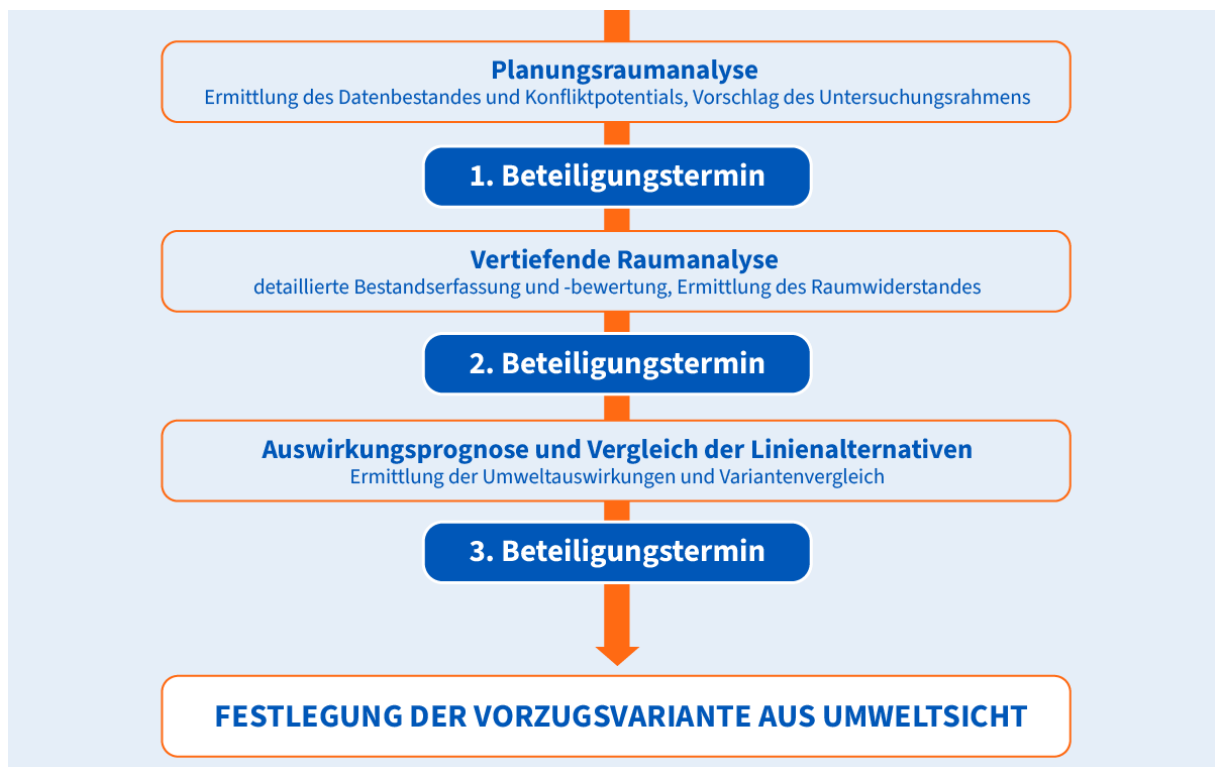 Planungsraumanalyse
Ermittlung des Datenbestandes und Konfliktpotentials, Vorschlag des Untersuchungsrahmens
1. Beteiligungstermin
Vertiefende Raumanalyse
detaillierte Bestandserfassung und -bewertung, Ermittlung des Raumwiderstandes
2. Beteiligungstermin
Auswirkungsprognose und Vergleich der Linienalternativen
Ermittlung der Umweltauswirkungen und Variantenvergleich
3. Beteiligungstermin
FESTLEGUNG DER VORZUGSVARIANTE AUS UMWELTSICHT